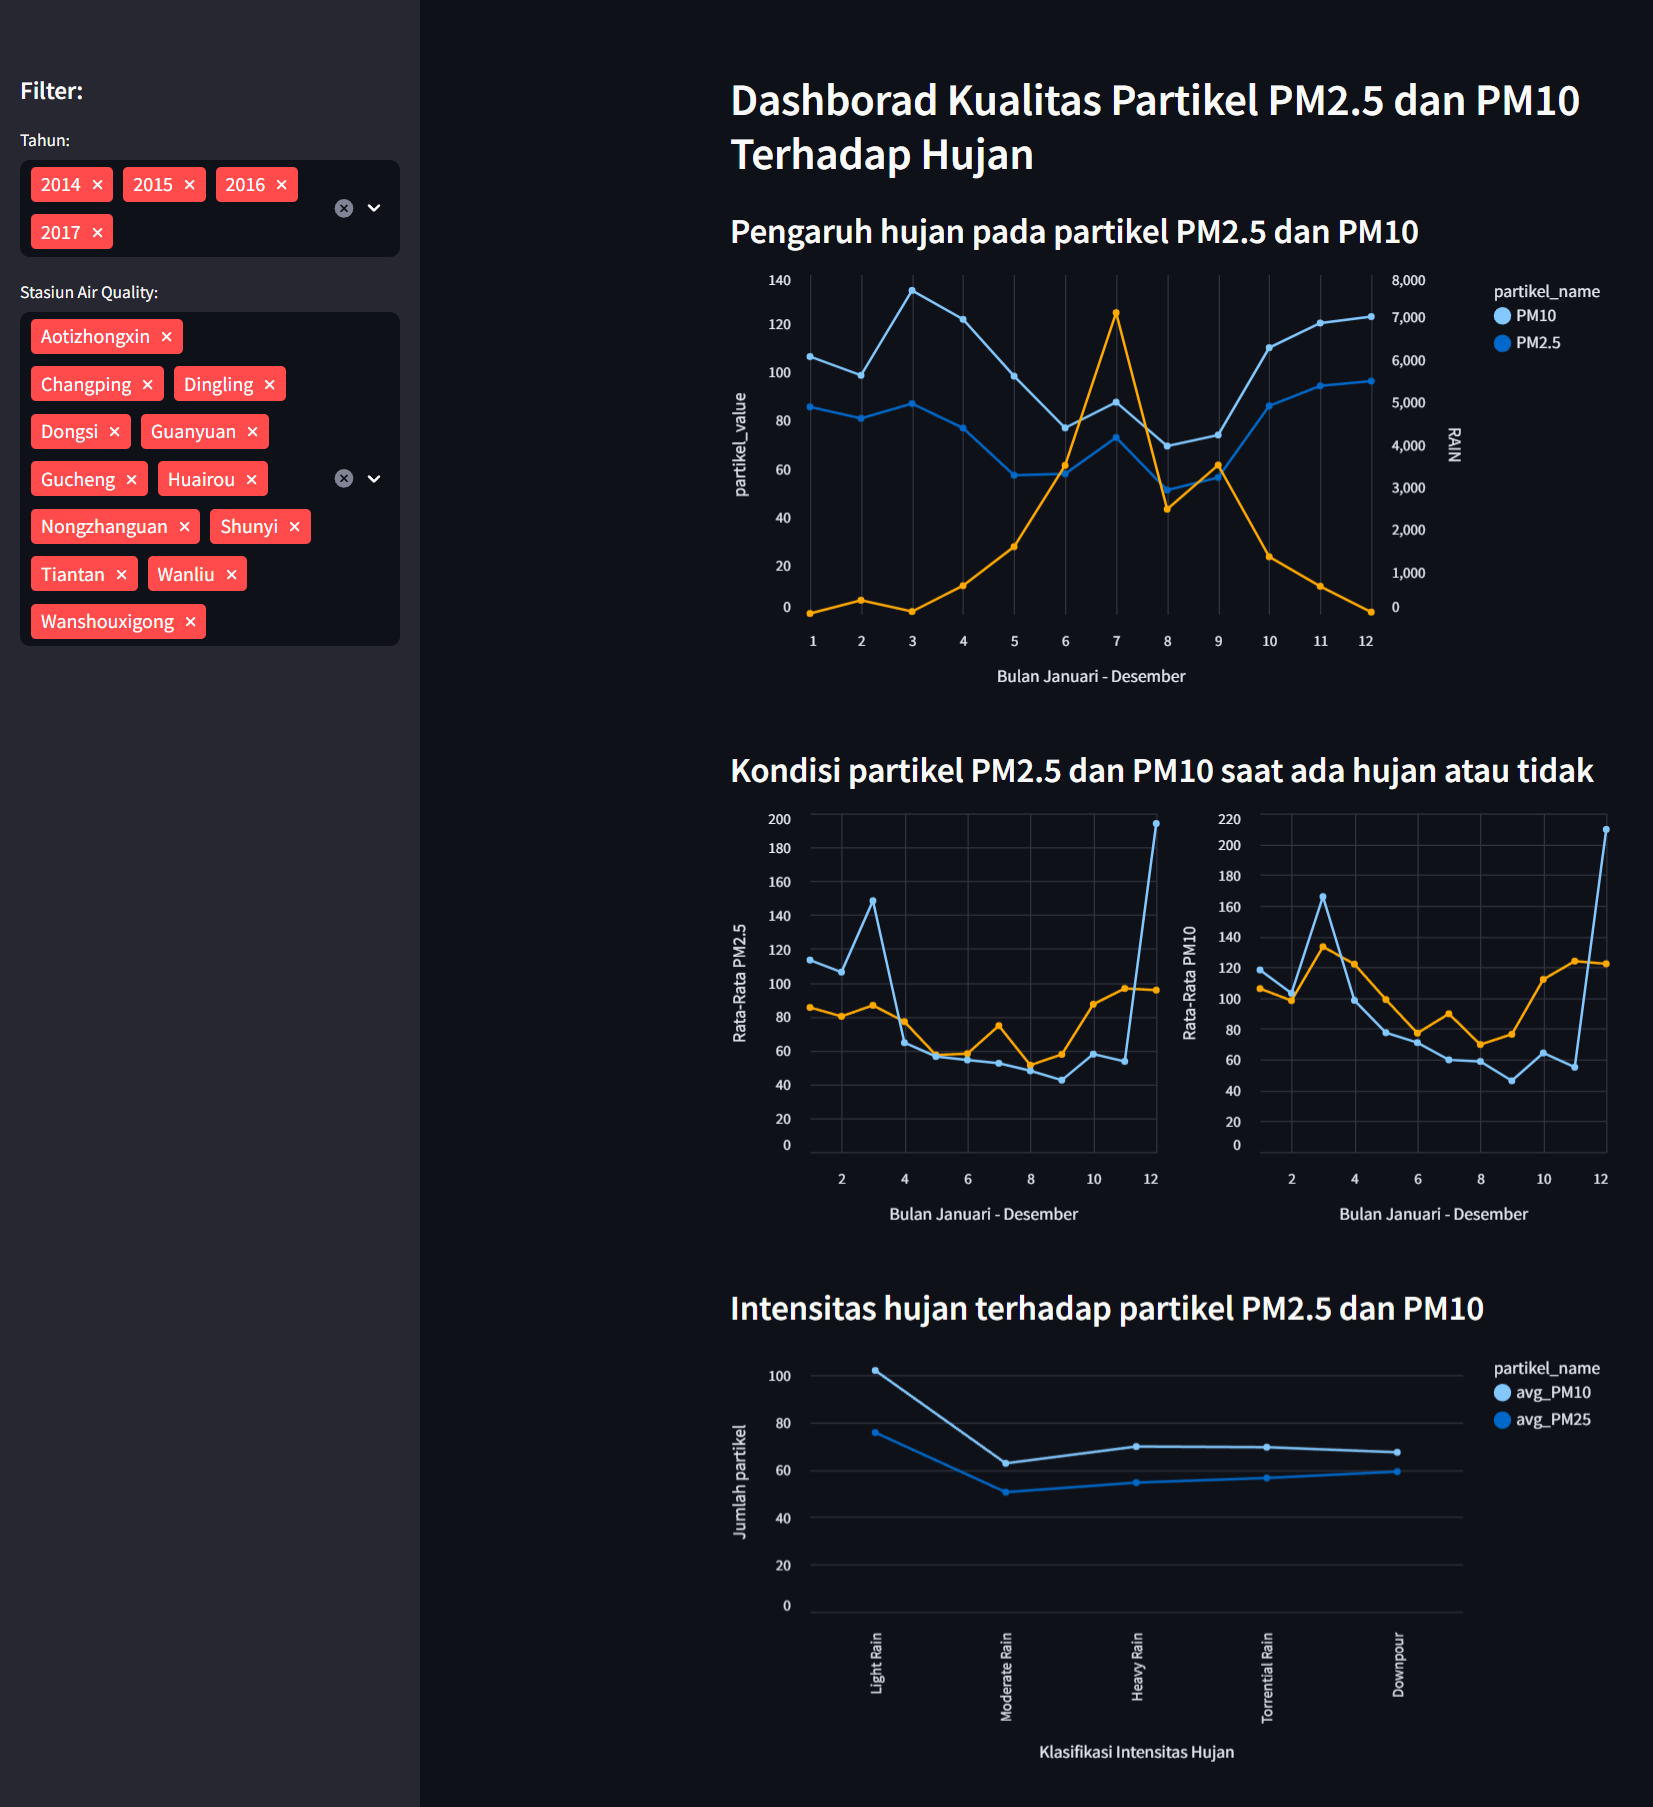 Filter:
Tahun:
2014 × 2015 × 2016 ×
2017 ×
Stasiun Air Quality:
Aotizhongxin ×
Changping × Dingling ×
Dongsi × Guanyuan ×
Gucheng × Huairou ×
Nongzhanguan × Shunyi ×
Tiantan × Wanliu ×
Wanshouxigong ×
Dashborad Kualitas Partikel PM2.5 dan PM10
Terhadap Hujan
Pengaruh hujan pada partikel PM2.5 dan PM10
140
120
100
80
60
40
20
0
partikel_value
8,000
7,000
6,000
5,000
4,000
3,000
2,000
1,000
0
RAIN
1 2 3 4 5 6 7 8 9 10 11 12
Bulan Januari - Desember
partikel_name
PM10
PM2.5
Kondisi partikel PM2.5 dan PM10 saat ada hujan atau tidak
200
180
160
140
120
100
80
60
40
20
0
Rata-Rata PM2.5
2 4 6 8 10 12
Bulan Januari - Desember
220
200
180
160
140
120
100
80
60
40
20
0
Rata-Rata PM10
2 4 6 8 10 12
Bulan Januari - Desember
Intensitas hujan terhadap partikel PM2.5 dan PM10
100
80
60
40
20
0
Jumlah partikel
Light Rain
Moderate Rain
Heavy Rain
Torrential Rain
Downpour
Klasifikasi Intensitas Hujan
partikel_name
avg_PM10
avg_PM25